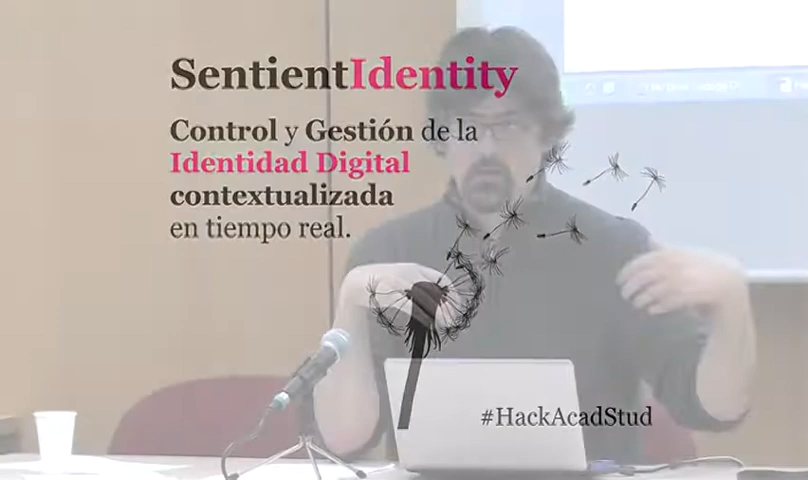 SentientIdentity
Control y Gestión de la
Identidad Digital
contextualizada
en tiempo real.
#HackAcadStud